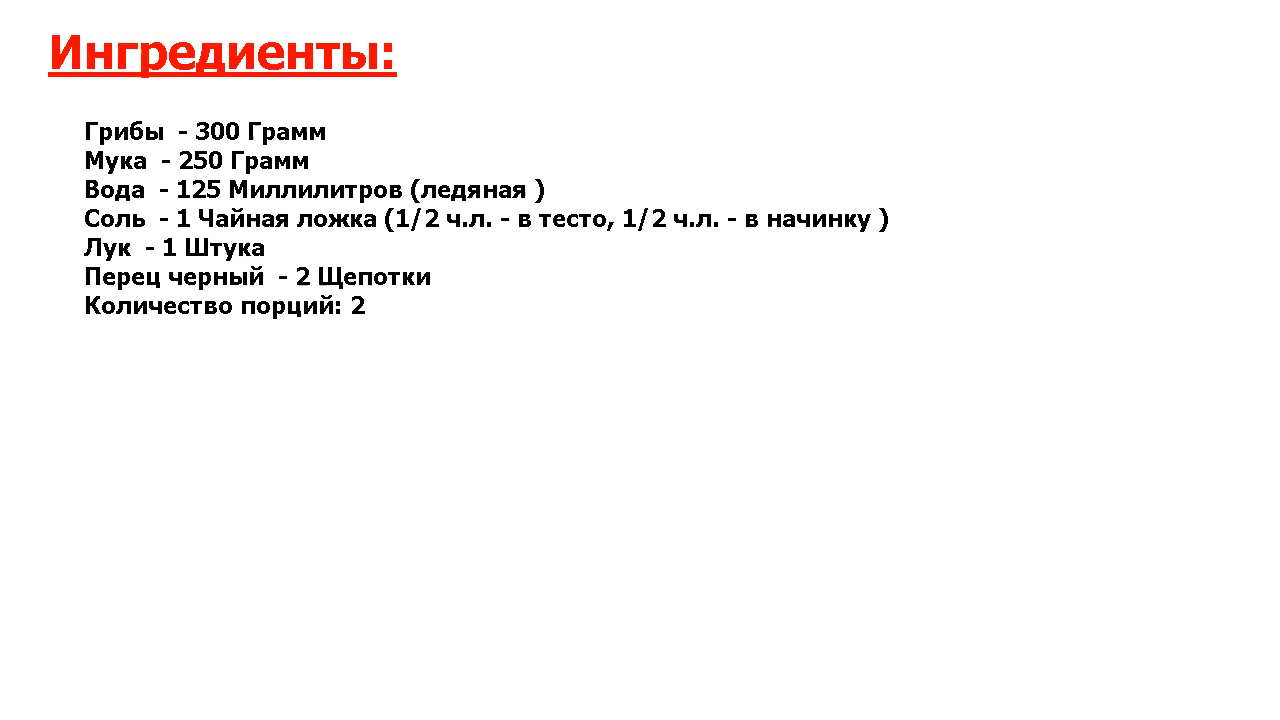 Ингредиенты:
Грибы - 300 Грамм
Мука - 250 Грамм
Вода - 125 Миллилитров (ледяная )
Соль - 1 Чайная ложка (1/2 ч.л. - в тесто, 1/2 ч.л. - в начинку )
Лук - 1 Штука
Перец черный - 2 Щепотки
Количество порций: 2